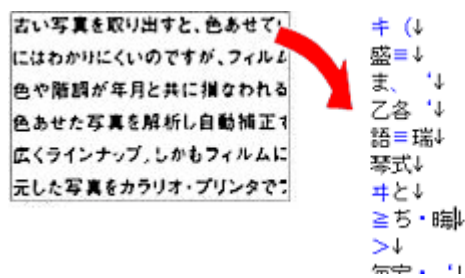 古い写真を取り出すと、色あせてい
にはわかりにくいのですが、フィルム
色や階調が年月と共に損なわれる
色あせた写真を解析し自動補正す
広くラインナップ。しかもフィルムに
元した写真をカラリオ・プリンタでプ
キ (↓
盛≡↓
ま、 ‘↓
乙各 ‘↓
語≡瑞↓
琴式↓
ヰと↓
≧ち・晦↓
>↓